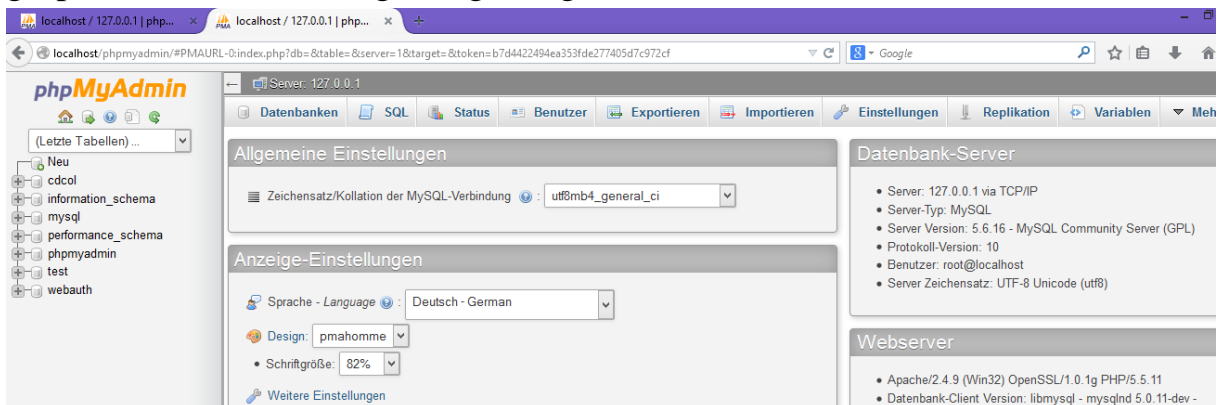 localhost / 127.0.0.1 | php... ×
localhost / 127.0.0.1 | php... ×
localhost/phpmyadmin/#PMAURL-0:index.php?db=&table=&server=1&target=&token=b7d4422494ea353fde277405d7c972cf
Google
phpMyAdmin
(Letzte Tabellen) ...
Neu
cdcol
information_schema
mysql
performance_schema
phpmyadmin
test
webauth
Server: 127.0.0.1
Datenbanken SQL Status Benutzer Exportieren Importieren Einstellungen Replikation Variablen Meh
Allgemeine Einstellungen
Zeichensatz/Kollation der MySQL-Verbindung : utf8mb4_general_ci
Anzeige-Einstellungen
Sprache - Language : Deutsch - German
Design: pmahomme
• Schriftgröße: 82%
Weitere Einstellungen
Datenbank-Server
• Server: 127.0.0.1 via TCP/IP
• Server-Typ: MySQL
• Server Version: 5.6.16 - MySQL Community Server (GPL)
• Protokoll-Version: 10
• Benutzer: root@localhost
• Server Zeichensatz: UTF-8 Unicode (utf8)
Webserver
• Apache/2.4.9 (Win32) OpenSSL/1.0.1g PHP/5.5.11
• Datenbank-Client Version: libmysql - mysqlnd 5.0.11-dev -